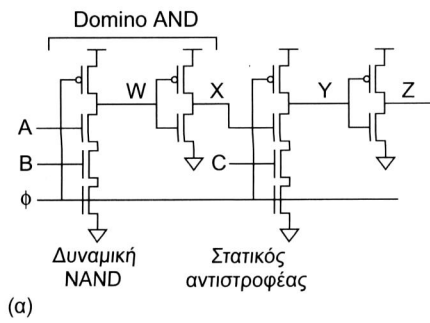 Domino AND
W
X
Y
Z
A
B
C
ϕ
Δυναμική
NAND
Στατικός
αντιστροφέας
(α)